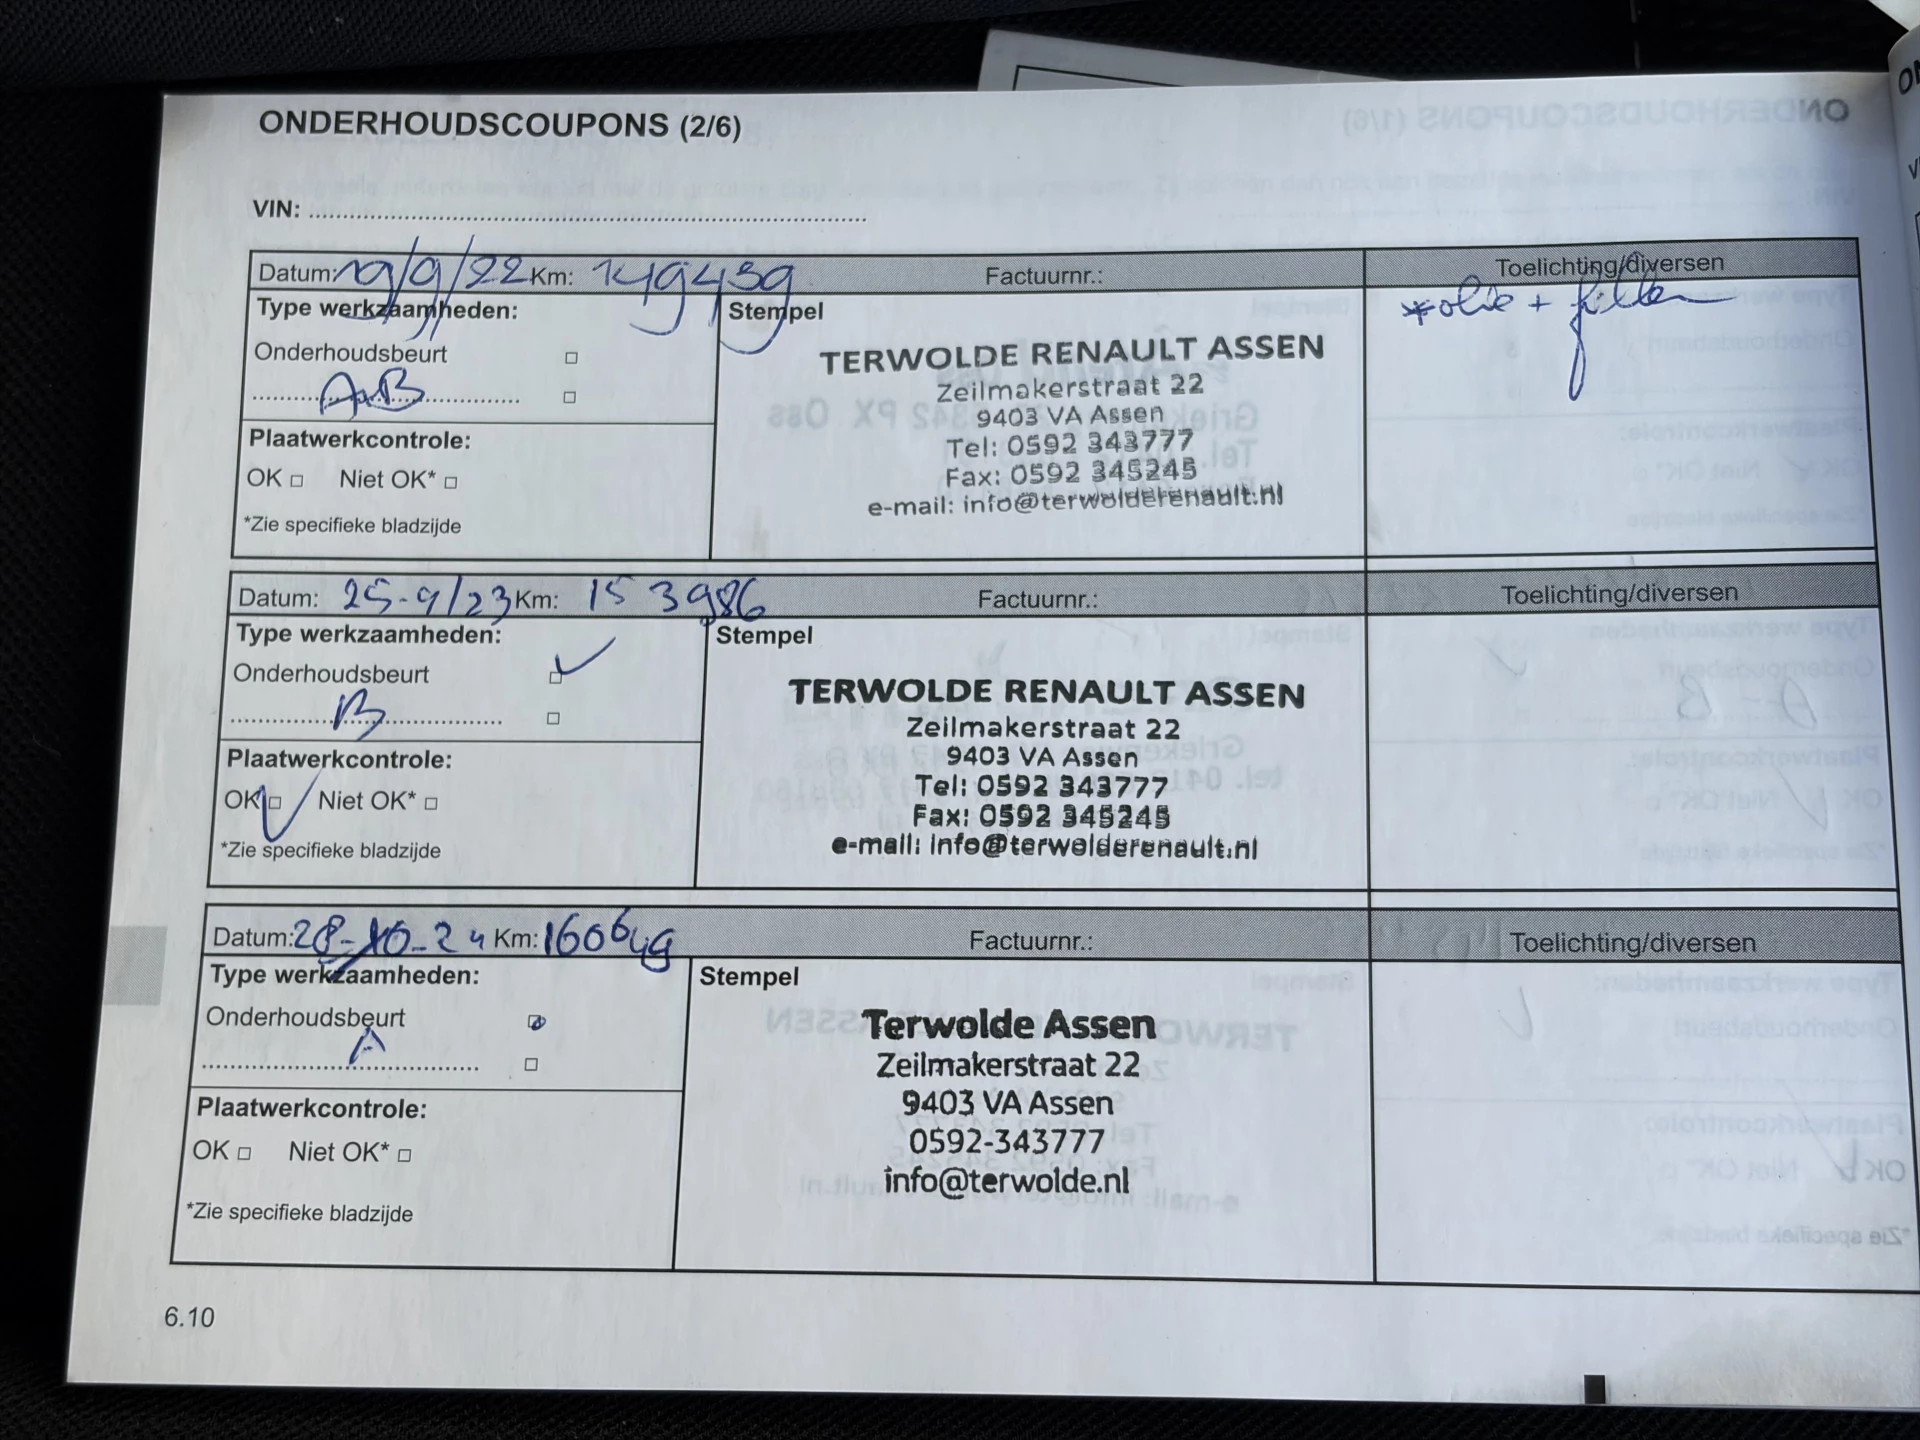 ONDERHOUDSCOUPONS (2/6)
VIN:
Datum: 19/9/22 Km: 149439 Factuurnr.: Toelichting/diversen
Type werkzaamheden: Stempel
*olie + filter
Onderhoudsbeurt
A+B
Plaatwerkcontrole:
OK Niet OK*
*Zie specifieke bladzijde
TERWOLDE RENAULT ASSEN
Zeilmakerstraat 22
9403 VA Assen
Tel: 0592 343777
Fax: 0592 345245
e-mail: info@terwolderenault.nl
Datum: 25-9/23 Km: 153986 Factuurnr.: Toelichting/diversen
Type werkzaamheden: Stempel
Onderhoudsbeurt
B
Plaatwerkcontrole:
OK Niet OK*
*Zie specifieke bladzijde
TERWOLDE RENAULT ASSEN
Zeilmakerstraat 22
9403 VA Assen
Tel: 0592 343777
Fax: 0592 345245
e-mail: info@terwolderenault.nl
Datum: 28-10-24 Km: 160649 Factuurnr.: Toelichting/diversen
Type werkzaamheden: Stempel
Onderhoudsbeurt
A
Plaatwerkcontrole:
OK Niet OK*
*Zie specifieke bladzijde
Terwolde Assen
Zeilmakerstraat 22
9403 VA Assen
0592-343777
info@terwolde.nl
6.10